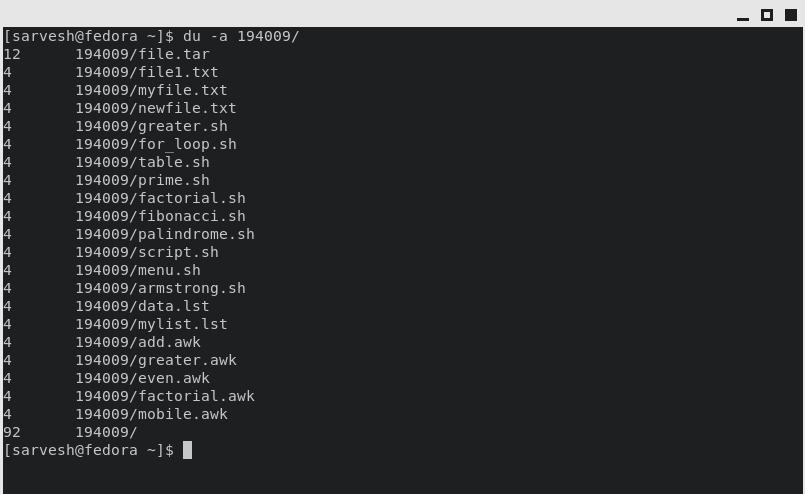 [sarvesh@fedora ~]$ du -a 194009/
12      194009/file.tar
4       194009/file1.txt
4       194009/myfile.txt
4       194009/newfile.txt
4       194009/greater.sh
4       194009/for_loop.sh
4       194009/table.sh
4       194009/prime.sh
4       194009/factorial.sh
4       194009/fibonacci.sh
4       194009/palindrome.sh
4       194009/script.sh
4       194009/menu.sh
4       194009/armstrong.sh
4       194009/data.lst
4       194009/mylist.lst
4       194009/add.awk
4       194009/greater.awk
4       194009/even.awk
4       194009/factorial.awk
4       194009/mobile.awk
92      194009/
[sarvesh@fedora ~]$